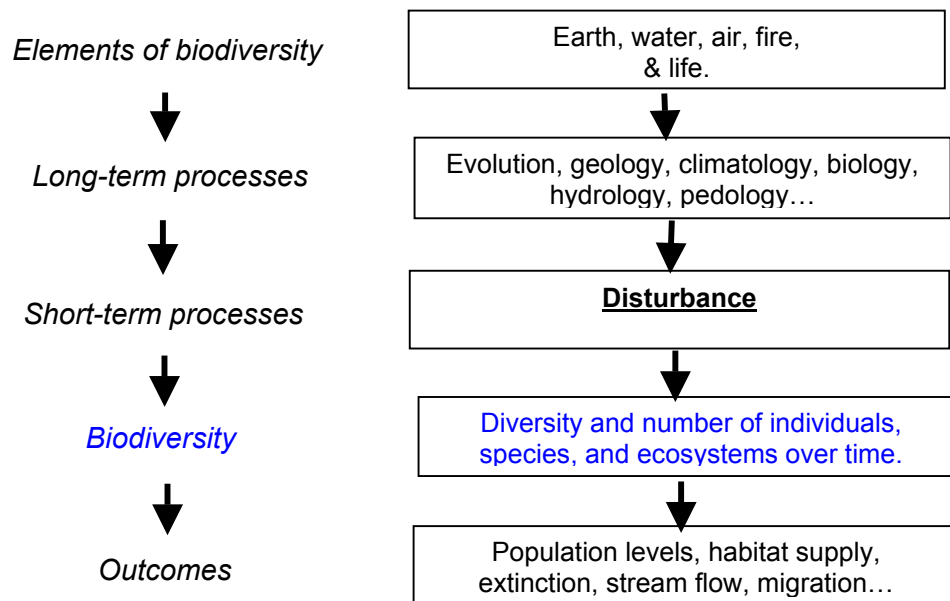 Elements of biodiversity
Earth, water, air, fire,
& life.
Long-term processes
Evolution, geology, climatology, biology,
hydrology, pedology…
Short-term processes
Disturbance
Biodiversity
Diversity and number of individuals,
species, and ecosystems over time.
Outcomes
Population levels, habitat supply,
extinction, stream flow, migration…